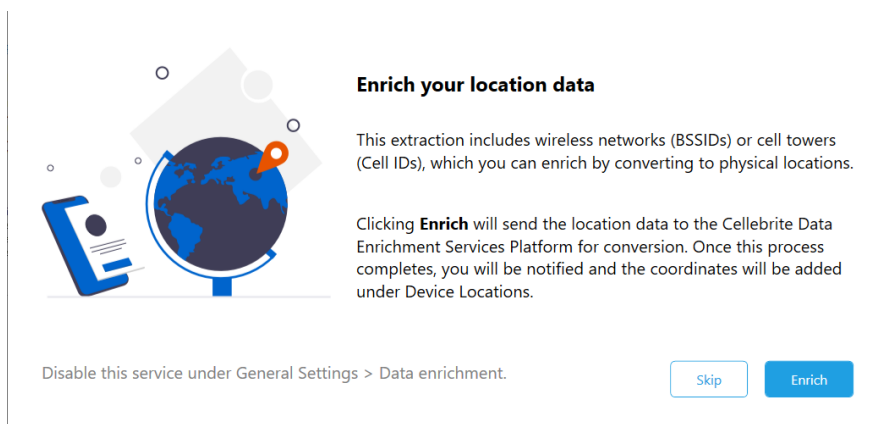 Enrich your location data
This extraction includes wireless networks (BSSIDs) or cell towers
(Cell IDs), which you can enrich by converting to physical locations.
Clicking Enrich will send the location data to the Cellebrite Data
Enrichment Services Platform for conversion. Once this process
completes, you will be notified and the coordinates will be added
under Device Locations.
Disable this service under General Settings > Data enrichment.
Skip
Enrich